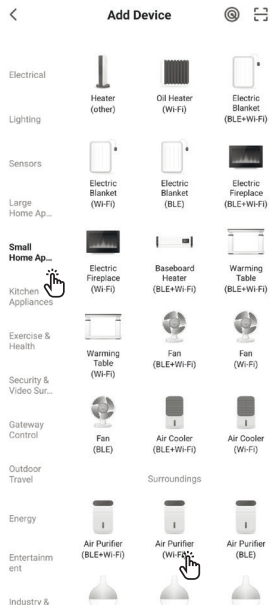 Add Device
Electrical
Lighting
Sensors
Large
Home Ap...
Small
Home Ap...
Kitchen
Appliances
Exercise &
Health
Security &
Video Sur...
Gateway
Control
Outdoor
Travel
Energy
Entertainm
ent
Industry &
Heater
(other)
Oil Heater
(Wi-Fi)
Electric
Blanket
(BLE+Wi-Fi)
Electric
Blanket
(Wi-Fi)
Electric
Blanket
(BLE)
Electric
Fireplace
(BLE+Wi-Fi)
Electric
Fireplace
(Wi-Fi)
Baseboard
Heater
(BLE+Wi-Fi)
Warming
Table
(BLE+Wi-Fi)
Warming
Table
(Wi-Fi)
Fan
(BLE+Wi-Fi)
Fan
(Wi-Fi)
Fan
(BLE)
Air Cooler
(BLE+Wi-Fi)
Air Cooler
(Wi-Fi)
Surroundings
Air Purifier
(BLE+Wi-Fi)
Air Purifier
(Wi-Fi)
Air Purifier
(BLE)